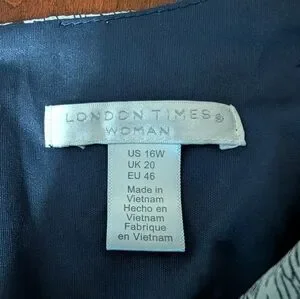 LONDON TIMES®
WOMAN
US 16W
UK 20
EU 46
Made in
Vietnam
Hecho en
Vietnam
Fabrique
en Vietnam